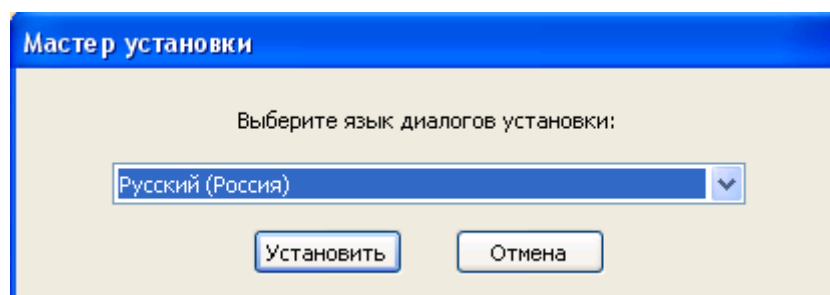 Мастер установки
Выберите язык диалогов установки:
Русский (Россия)
Установить Отмена